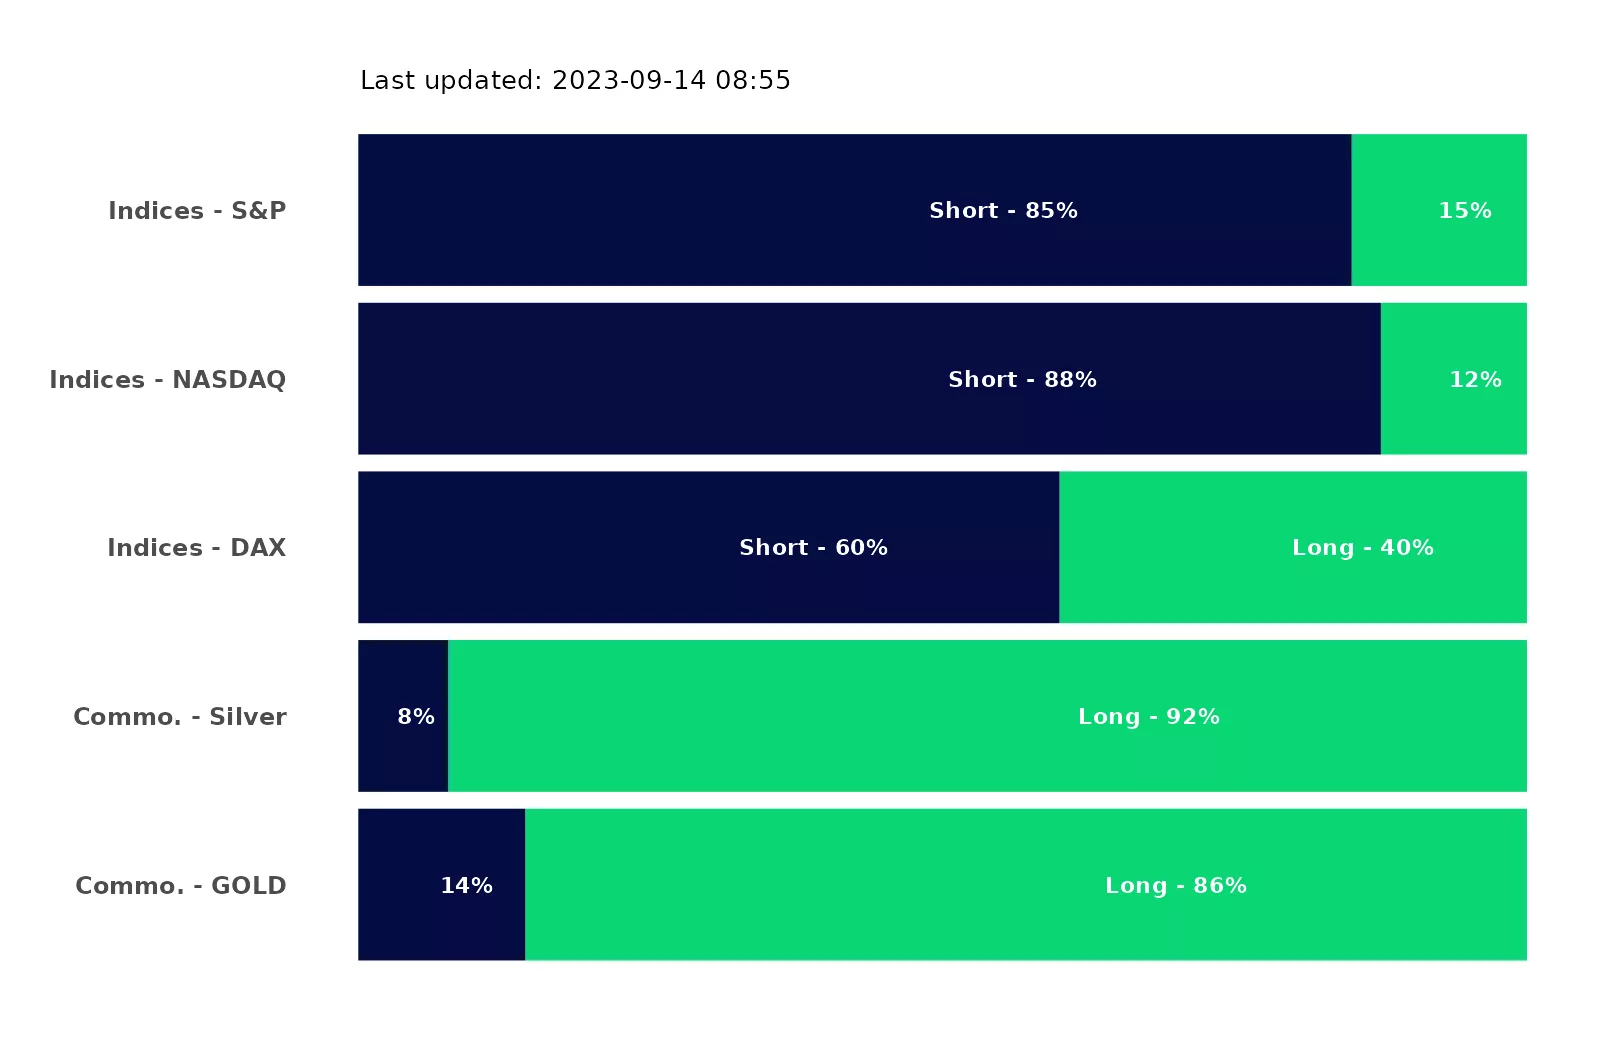 Last updated: 2023-09-14 08:55
Indices - S&P Short - 85% 15%
Indices - NASDAQ Short - 88% 12%
Indices - DAX Short - 60% Long - 40%
Commo. - Silver 8% Long - 92%
Commo. - GOLD 14% Long - 86%